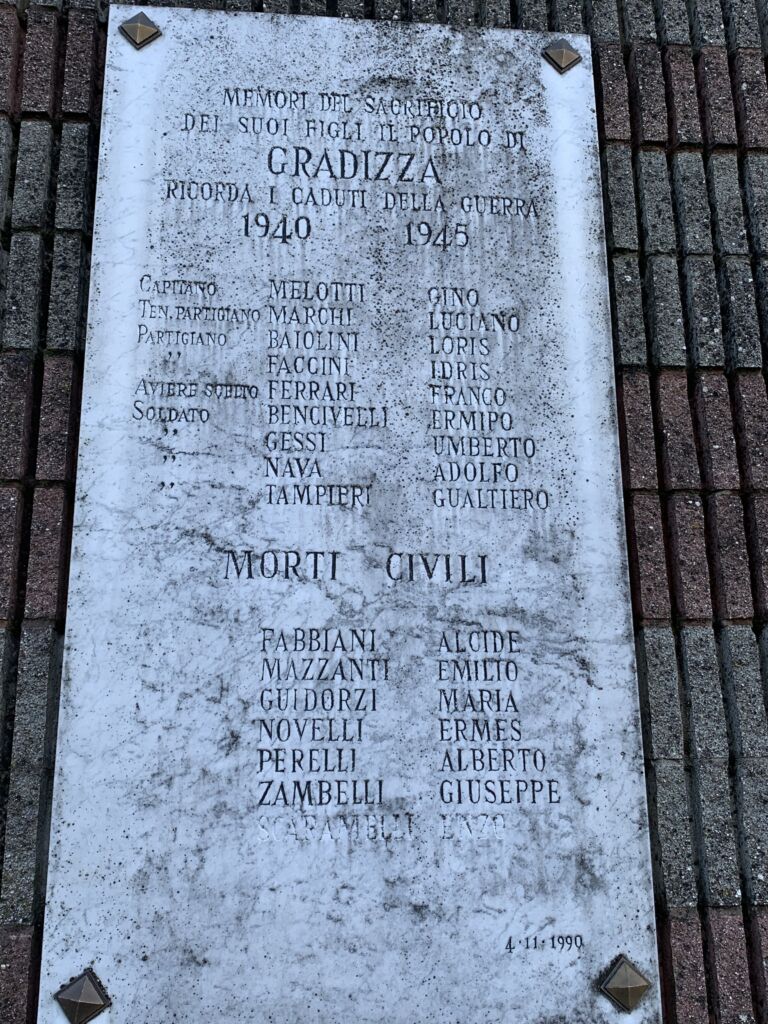 MEMORI DEL SACRIFICIO
DEI SUOI FIGLI IL POPOLO DI
GRADIZZA
RICORDA I CADUTI DELLA GUERRA
1940 1945
CAPITANO MELOTTI GINO
TEN. PARTIGIANO MARCHI LUCIANO
PARTIGIANO BAIOLINI LORIS
" FACCINI IDRIS
AVIERE SCELTO FERRARI FRANCO
SOLDATO BENCIVELLI ERMIPO
" GESSI UMBERTO
" NAVA ADOLFO
" TAMPIERI GUALTIERO
MORTI CIVILI
FABBIANI ALCIDE
MAZZANTI EMILIO
GUIDORZI MARIA
NOVELLI ERMES
PERELLI ALBERTO
ZAMBELLI GIUSEPPE
SCARAMELLI ENZO
4·11·1990